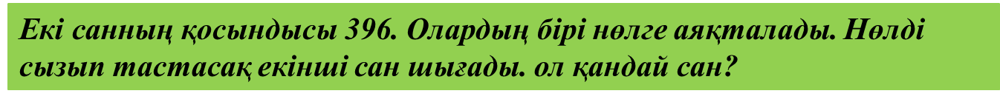 Екі санның қосындысы 396. Олардың бірі нөлге аяқталады. Нөлді
сызып тастасақ екінші сан шығады. ол қандай сан?